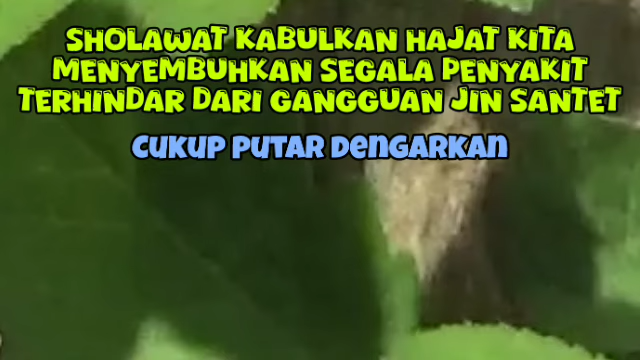 SHOLAWAT KABULKAN HAJAT KITA
MENYEMBUHKAN SEGALA PENYAKIT
TERHINDAR DARI GANGGUAN JIN SANTET
CUKUP PUTAR DENGARKAN